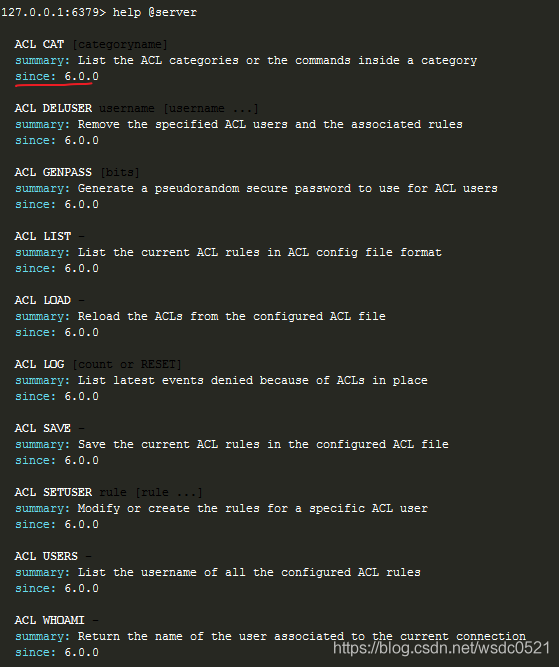 127.0.0.1:6379> help @server
ACL CAT [categoryname]
summary: List the ACL categories or the commands inside a category
since: 6.0.0
ACL DELUSER username [username ...]
summary: Remove the specified ACL users and the associated rules
since: 6.0.0
ACL GENPASS [bits]
summary: Generate a pseudorandom secure password to use for ACL users
since: 6.0.0
ACL LIST -
summary: List the current ACL rules in ACL config file format
since: 6.0.0
ACL LOAD -
summary: Reload the ACLs from the configured ACL file
since: 6.0.0
ACL LOG [count or RESET]
summary: List latest events denied because of ACLs in place
since: 6.0.0
ACL SAVE -
summary: Save the current ACL rules in the configured ACL file
since: 6.0.0
ACL SETUSER rule [rule ...]
summary: Modify or create the rules for a specific ACL user
since: 6.0.0
ACL USERS -
summary: List the username of all the configured ACL rules
since: 6.0.0
ACL WHOAMI -
summary: Return the name of the user associated to the current connection
since: 6.0.0
https://blog.csdn.net/wsdc0521